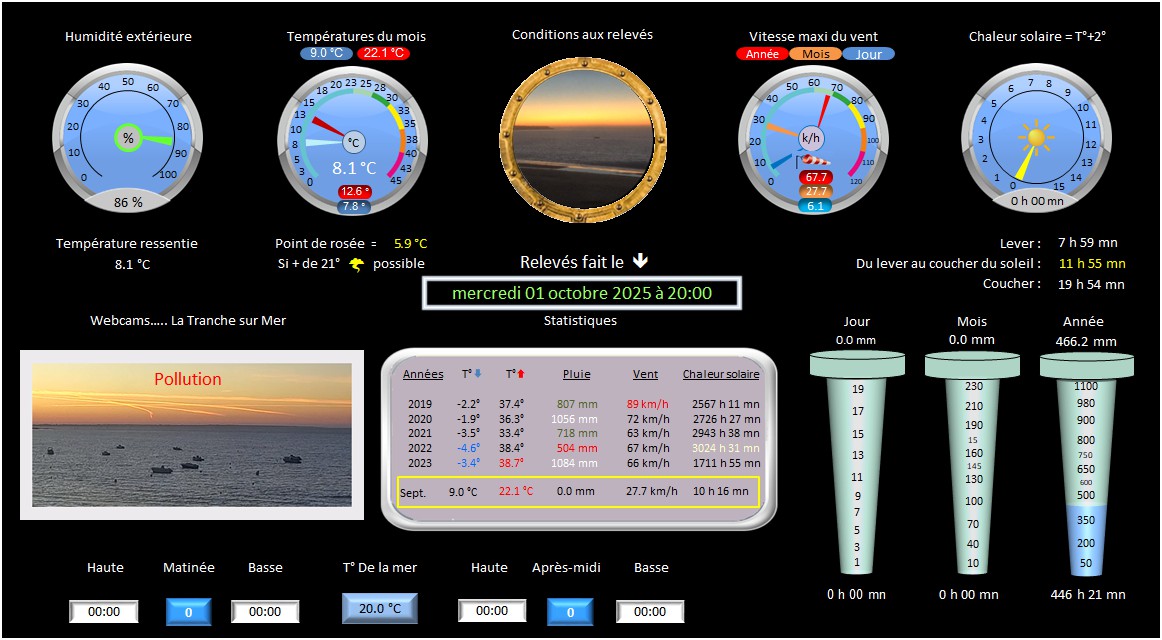 Humidité extérieure
Températures du mois
Conditions aux relevés
Vitesse maxi du vent
Chaleur solaire = T°+2°
9.0 °C 22.1 °C
Année Mois Jour
0 10 20 30 40 50 60 70 80 90 100
%
86 %
0 3 5 8 10 13 15 18 20 23 25 28 30 33 35 38 40 43 45
°C
8.1 °C
12.6 °
7.8 °
0 10 20 30 40 50 60 70 80 90 100 110 120
k/h
67.7
27.7
6.1
0 1 2 3 4 5 6 7 8 9 10 11 12 13 14 15
0 h 00 mn
Température ressentie
8.1 °C
Point de rosée = 5.9 °C
Si + de 21° possible
Relevés fait le
mercredi 01 octobre 2025 à 20:00
Lever : 7 h 59 mn
Du lever au coucher du soleil : 11 h 55 mn
Coucher : 19 h 54 mn
Webcams….. La Tranche sur Mer
Pollution
Statistiques
Années T° T° Pluie Vent Chaleur solaire
2019 -2.2° 37.4° 807 mm 89 km/h 2567 h 11 mn
2020 -1.9° 36.3° 1056 mm 72 km/h 2726 h 27 mn
2021 -3.5° 33.4° 718 mm 63 km/h 2943 h 38 mn
2022 -4.6° 38.4° 504 mm 67 km/h 3024 h 31 mn
2023 -3.4° 38.7° 1084 mm 66 km/h 1711 h 55 mn
Sept. 9.0 °C 22.1 °C 0.0 mm 27.7 km/h 10 h 16 mn
Jour
0.0 mm
19
17
15
13
11
9
7
5
3
1
0 h 00 mn
Mois
0.0 mm
230
210
190
15
160
145
130
100
70
40
10
0 h 00 mn
Année
466.2 mm
1100
980
900
800
750
650
600
500
350
200
50
446 h 21 mn
Haute Matinée Basse
00:00 0 00:00
T° De la mer
20.0 °C
Haute Après-midi Basse
00:00 0 00:00